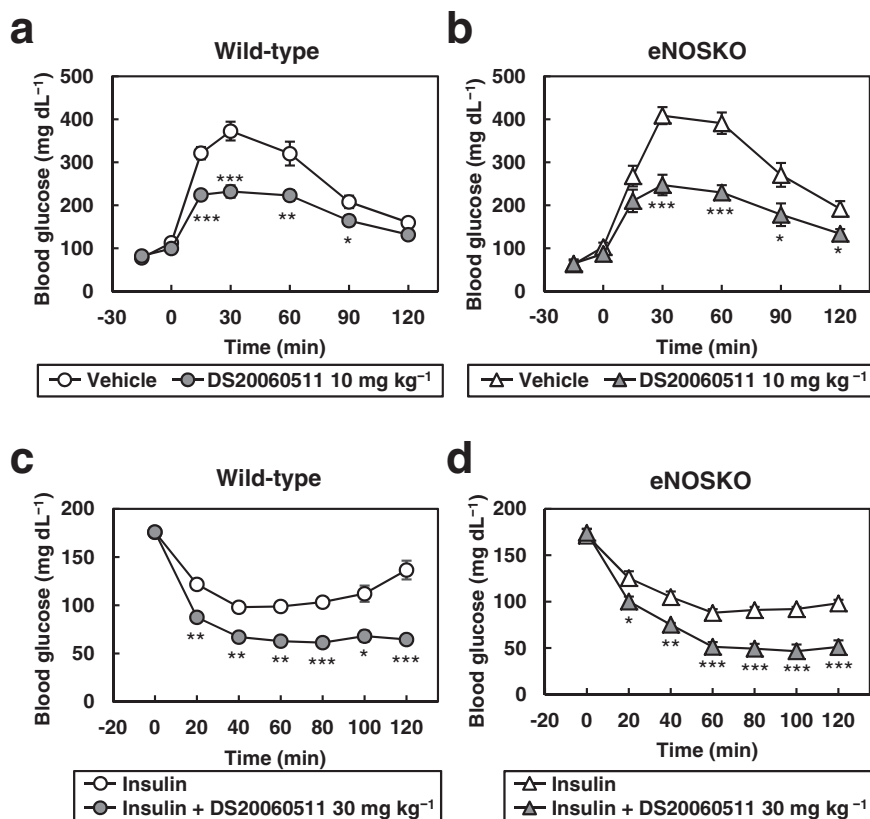 a
Wild-type
Blood glucose (mg dL⁻¹)
500
400
300
200
100
0
***
***
**
*
-30 0 30 60 90 120
Time (min)
Vehicle DS20060511 10 mg kg⁻¹
b
eNOSKO
Blood glucose (mg dL⁻¹)
500
400
300
200
100
0
***
***
*
*
-30 0 30 60 90 120
Time (min)
Vehicle DS20060511 10 mg kg⁻¹
c
Wild-type
Blood glucose (mg dL⁻¹)
200
150
100
50
0
**
**
**
***
*
***
-20 0 20 40 60 80 100 120
Time (min)
Insulin
Insulin + DS20060511 30 mg kg⁻¹
d
eNOSKO
Blood glucose (mg dL⁻¹)
200
150
100
50
0
*
**
***
***
***
***
-20 0 20 40 60 80 100 120
Time (min)
Insulin
Insulin + DS20060511 30 mg kg⁻¹